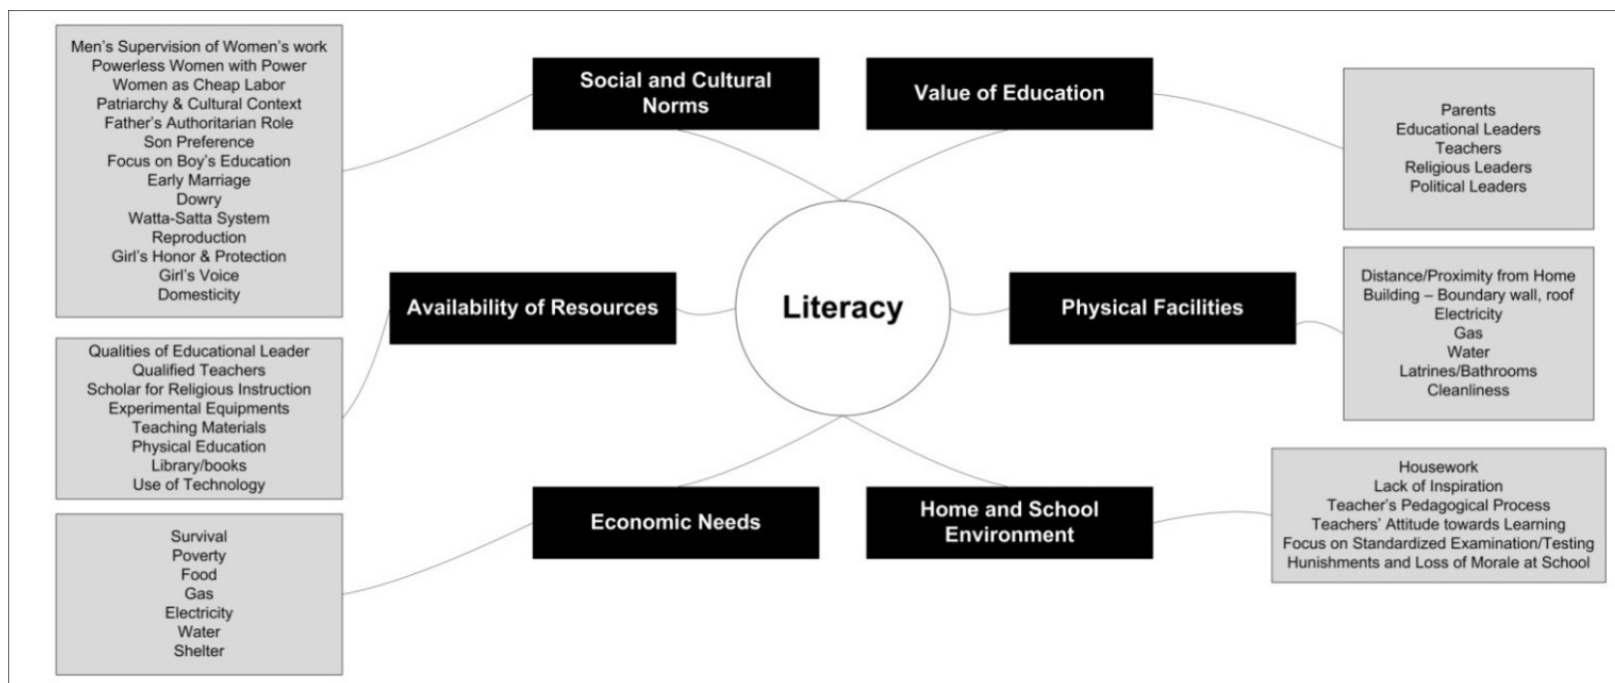 Men's Supervision of Women's work
Powerless Women with Power
Women as Cheap Labor
Patriarchy & Cultural Context
Father's Authoritarian Role
Son Preference
Focus on Boy's Education
Early Marriage
Dowry
Watta-Satta System
Reproduction
Girl's Honor & Protection
Girl's Voice
Domesticity
Social and Cultural
Norms
Value of Education
Parents
Educational Leaders
Teachers
Religious Leaders
Political Leaders
Availability of Resources
Literacy
Physical Facilities
Distance/Proximity from Home
Building – Boundary wall, roof
Electricity
Gas
Water
Latrines/Bathrooms
Cleanliness
Qualities of Educational Leader
Qualified Teachers
Scholar for Religious Instruction
Experimental Equipments
Teaching Materials
Physical Education
Library/books
Use of Technology
Economic Needs
Home and School
Environment
Housework
Lack of Inspiration
Teacher's Pedagogical Process
Teachers' Attitude towards Learning
Focus on Standardized Examination/Testing
Hunishments and Loss of Morale at School
Survival
Poverty
Food
Gas
Electricity
Water
Shelter